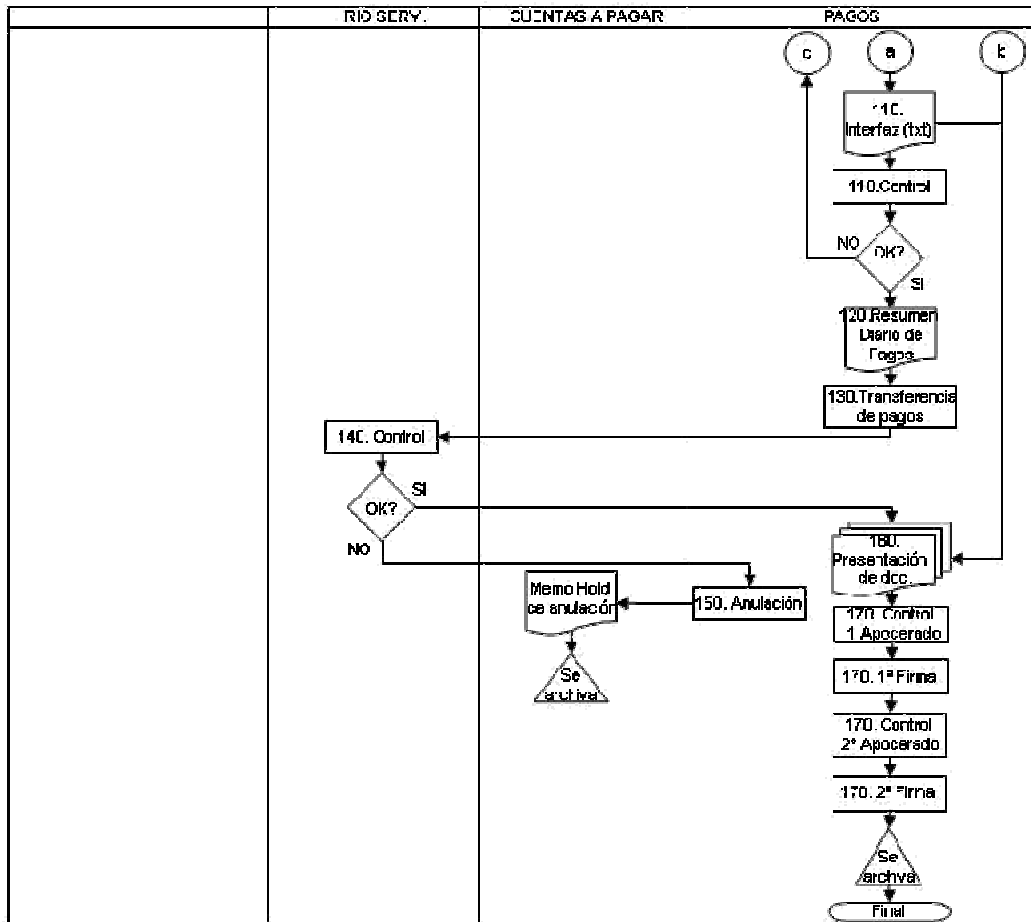 RIO SERV.
CUENTAS A PAGAR
PAGOS
c
a
b
110.
Interfaz (txt)
110.Control
NO
OK?
SI
120.Resumen
Diario de
Pagos
130.Transferencia
de pagos
140. Control
SI
OK?
NO
160.
Presentación
de doc.
Memo Hold
de anulación
150. Anulación
170. Control
1 Apoderado
Se
archiva
170. 1ª Firma
170. Control
2º Apoderado
170. 2ª Firma
Se
archiva
Final